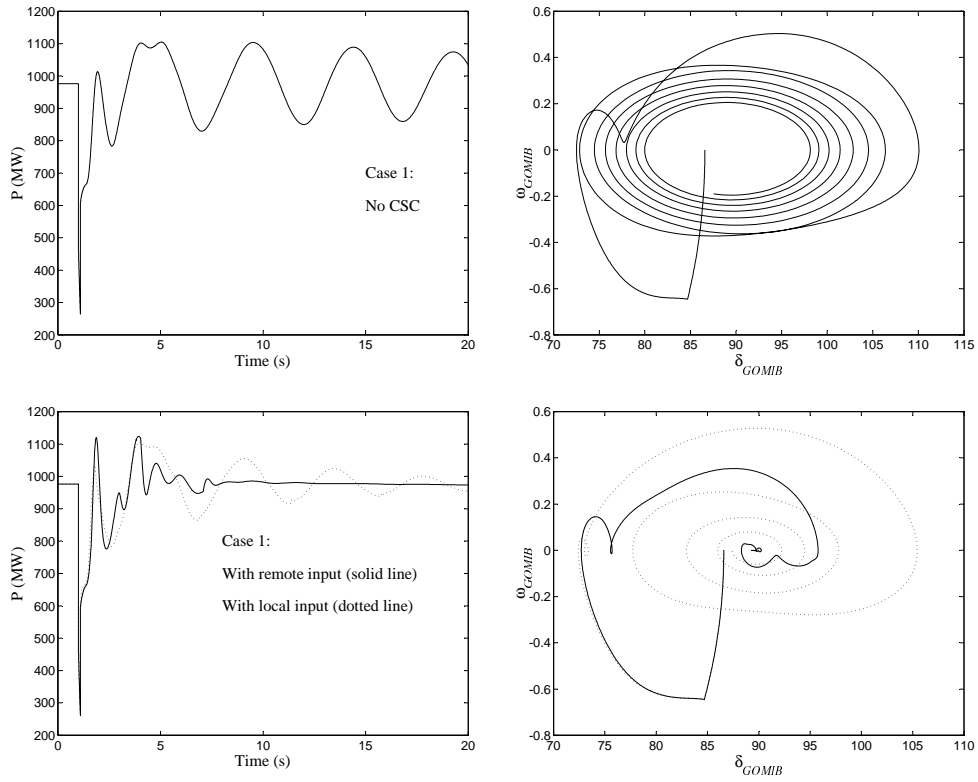 1200
1100
1000
900
800
700
600
500
400
300
200
P (MW)
0 5 10 15 20
Time (s)
Case 1:
No CSC
0.6
0.4
0.2
0
-0.2
-0.4
-0.6
-0.8
ω_GOMIB
70 75 80 85 90 95 100 105 110 115
δ_GOMIB
1200
1100
1000
900
800
700
600
500
400
300
200
P (MW)
0 5 10 15 20
Time (s)
Case 1:
With remote input (solid line)
With local input (dotted line)
0.6
0.4
0.2
0
-0.2
-0.4
-0.6
-0.8
ω_GOMIB
70 75 80 85 90 95 100 105 110
δ_GOMIB